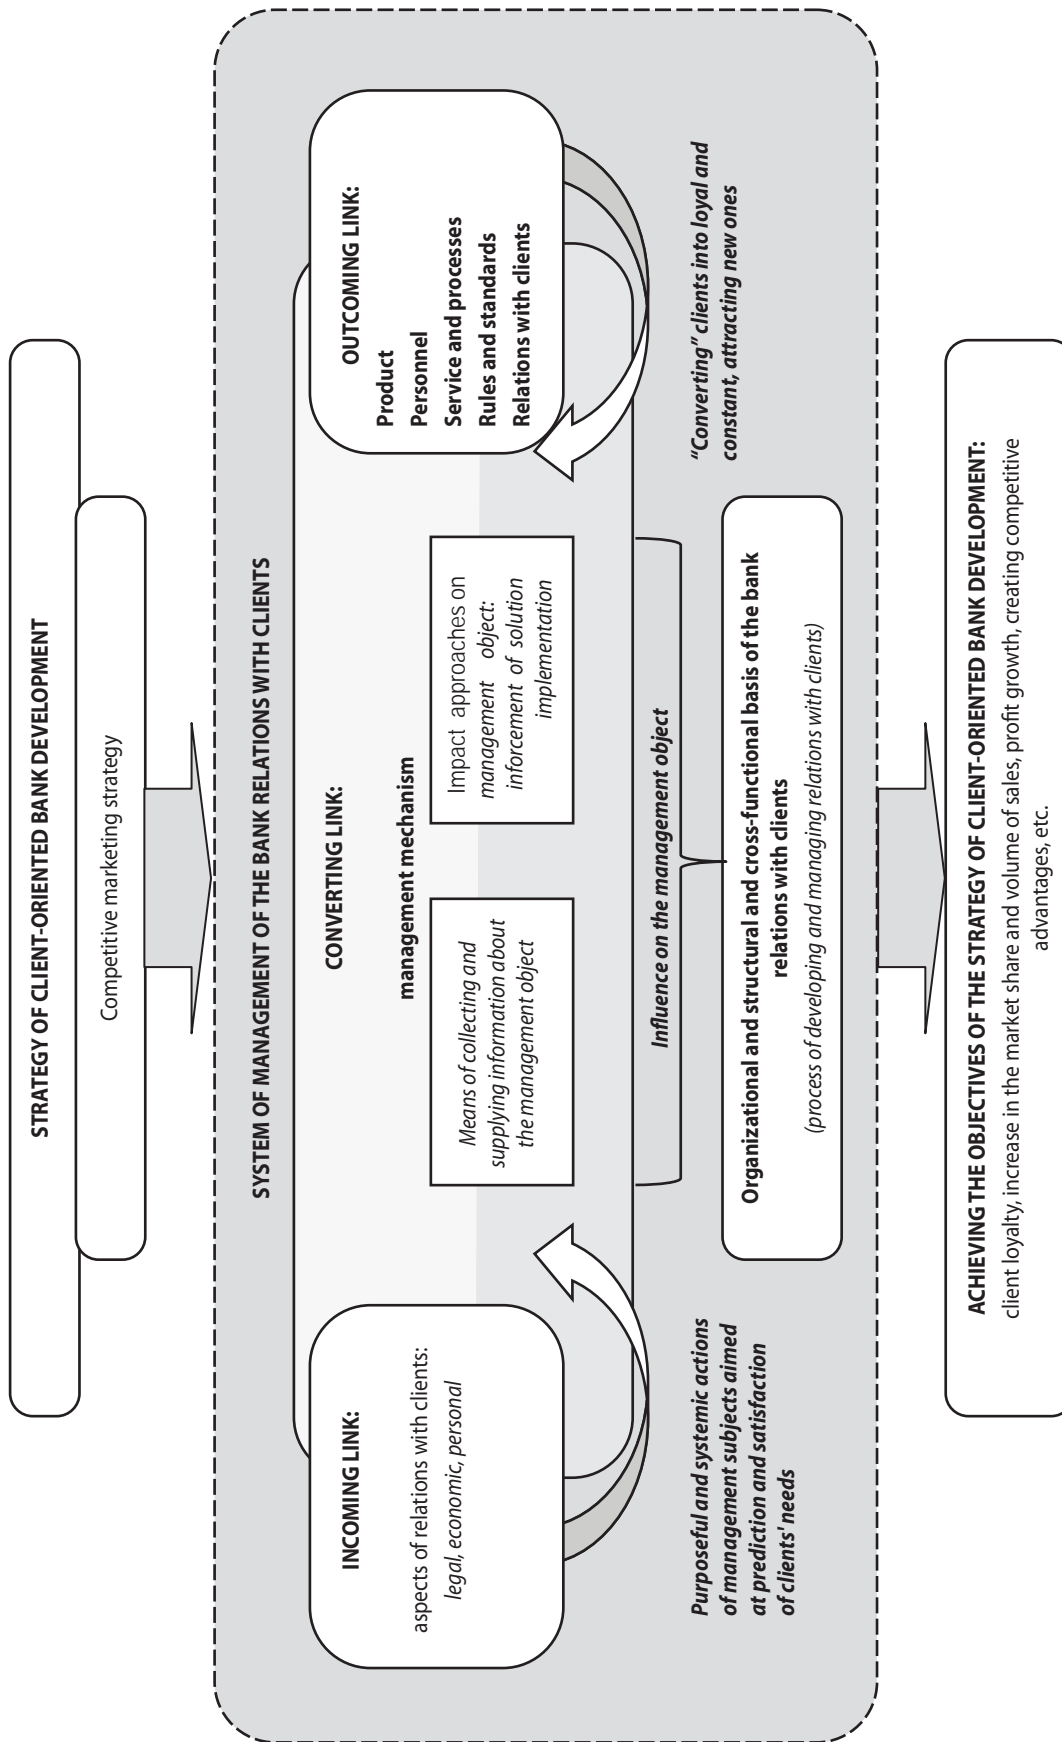 STRATEGY OF CLIENT-ORIENTED BANK DEVELOPMENT
Competitive marketing strategy
SYSTEM OF MANAGEMENT OF THE BANK RELATIONS WITH CLIENTS
INCOMING LINK:
aspects of relations with clients:
legal, economic, personal
CONVERTING LINK:
management mechanism
Means of collecting and
supplying information about
the management object
Impact approaches on
management object:
inforcement of solution
implementation
OUTCOMING LINK:
Product
Personnel
Service and processes
Rules and standards
Relations with clients
Purposeful and systemic actions
of management subjects aimed
at prediction and satisfaction
of clients' needs
Influence on the management object
"Converting" clients into loyal and
constant, attracting new ones
Organizational and structural and cross-functional basis of the bank
relations with clients
(process of developing and managing relations with clients)
ACHIEVING THE OBJECTIVES OF THE STRATEGY OF CLIENT-ORIENTED BANK DEVELOPMENT:
client loyalty, increase in the market share and volume of sales, profit growth, creating competitive
advantages, etc.